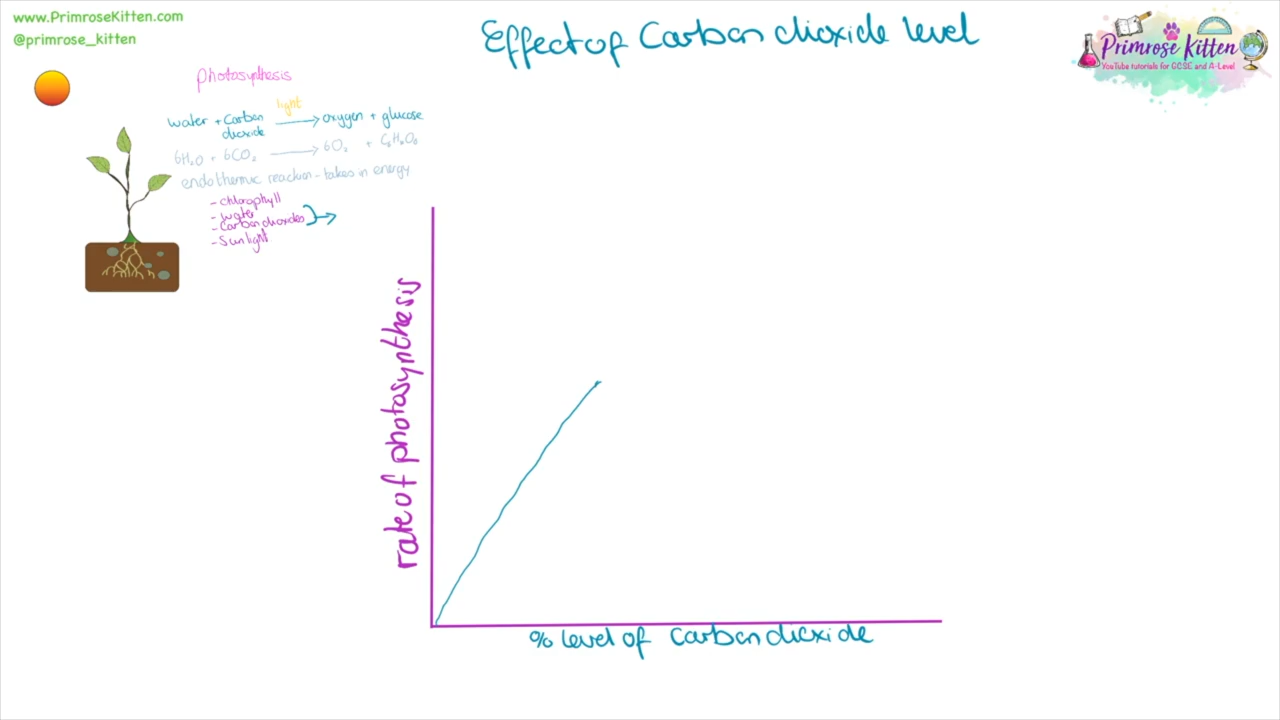 www.PrimroseKitten.com
@primrose_kitten
Effect of Carbon dioxide level
Primrose Kitten
YouTube tutorials for GCSE and A-Level
photosynthesis
light
water + Carbon dioxide → oxygen + glucose
6H₂O + 6CO₂ → 6O₂ + C₆H₁₂O₆
endothermic reaction - takes in energy
- chlorophyll
- water
- Carbon dioxides
- Sunlight
rate of photosynthesis
% level of Carbon dioxide